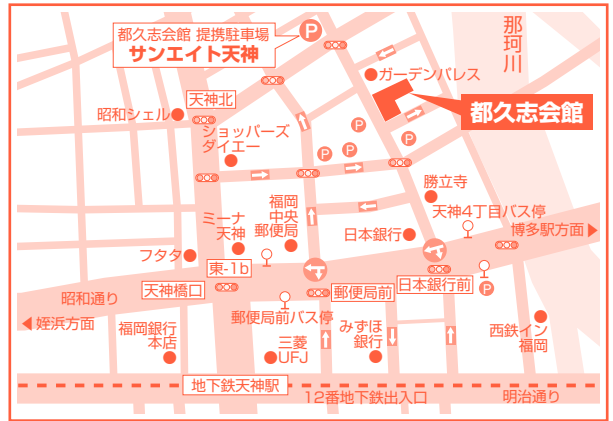 都久志会館 提携駐車場
サンエイト天神
P
那珂川
ガーデンパレス
都久志会館
天神北
昭和シェル
ショッパーズ
ダイエー
P
P
P
P
勝立寺
天神4丁目バス停
博多駅方面
福岡
中央
郵便局
ミーナ
天神
日本銀行
フタタ
東-1b
天神橋口
郵便局前
日本銀行前
P
昭和通り
姪浜方面
郵便局前バス停
福岡銀行
本店
三菱
UFJ
みずほ
銀行
西鉄イン
福岡
地下鉄天神駅
12番地下鉄出入口
明治通り